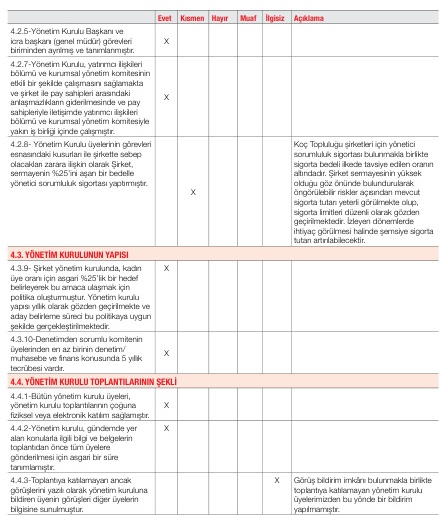 Evet Kısmen Hayır Muaf İlgisiz Açıklama
4.2.5-Yönetim Kurulu Başkanı ve
icra başkanı (genel müdür) görevleri
birbirinden ayrılmış ve tanımlanmıştır.
X
4.2.7-Yönetim Kurulu, yatırımcı ilişkileri
bölümü ve kurumsal yönetim komitesinin
etkili bir şekilde çalışmasını sağlamakta
ve şirket ile pay sahipleri arasındaki
anlaşmazlıkların giderilmesinde ve pay
sahipleriyle iletişimde yatırımcı ilişkileri
bölümü ve kurumsal yönetim komitesiyle
yakın iş birliği içinde çalışmıştır.
X
4.2.8- Yönetim Kurulu üyelerinin görevleri
esnasındaki kusurları ile şirkette sebep
olacakları zarara ilişkin olarak Şirket,
sermayenin %25'ini aşan bir bedelle
yönetici sorumluluk sigortası yaptırmıştır.
X
Koç Topluluğu şirketleri için yönetici
sorumluluk sigortası bulunmakla birlikte
sigorta bedeli ilkede tavsiye edilen oranın
altındadır. Şirket sermayesinin yüksek
olduğu göz önünde bulundurularak
öngörülebilir riskler açısından mevcut
sigorta tutarı yeterli görülmekte olup,
sigorta limitleri düzenli olarak gözden
geçirilmektedir. İzleyen dönemlerde
ihtiyaç görülmesi halinde şemsiye sigorta
tutarı artırılabilecektir.
4.3. YÖNETİM KURULUNUN YAPISI
4.3.9- Şirket yönetim kurulunda, kadın
üye oranı için asgari %25'lik bir hedef
belirleyerek bu amaca ulaşmak için
politika oluşturmuştur. Yönetim kurulu
yapısı yıllık olarak gözden geçirilmekte ve
aday belirleme süreci bu politikaya uygun
şekilde gerçekleştirilmektedir.
X
4.3.10-Denetimden sorumlu komitenin
üyelerinden en az birinin denetim/
muhasebe ve finans konusunda 5 yıllık
tecrübesi vardır.
X
4.4. YÖNETİM KURULU TOPLANTILARININ ŞEKLİ
4.4.1-Bütün yönetim kurulu üyeleri,
yönetim kurulu toplantılarının çoğuna
fiziksel veya elektronik katılım sağlamıştır.
X
4.4.2-Yönetim kurulu, gündemde yer
alan konularla ilgili bilgi ve belgelerin
toplantıdan önce tüm üyelere
gönderilmesi için asgari bir süre
tanımlamıştır.
X
4.4.3-Toplantıya katılamayan ancak
görüşlerini yazılı olarak yönetim kuruluna
bildiren üyenin görüşleri diğer üyelerin
bilgisine sunulmuştur.
X
Görüş bildirim imkânı bulunmakla birlikte
toplantıya katılamayan yönetim kurulu
üyelerimizden bu yönde bir bildirim
yapılmamıştır.